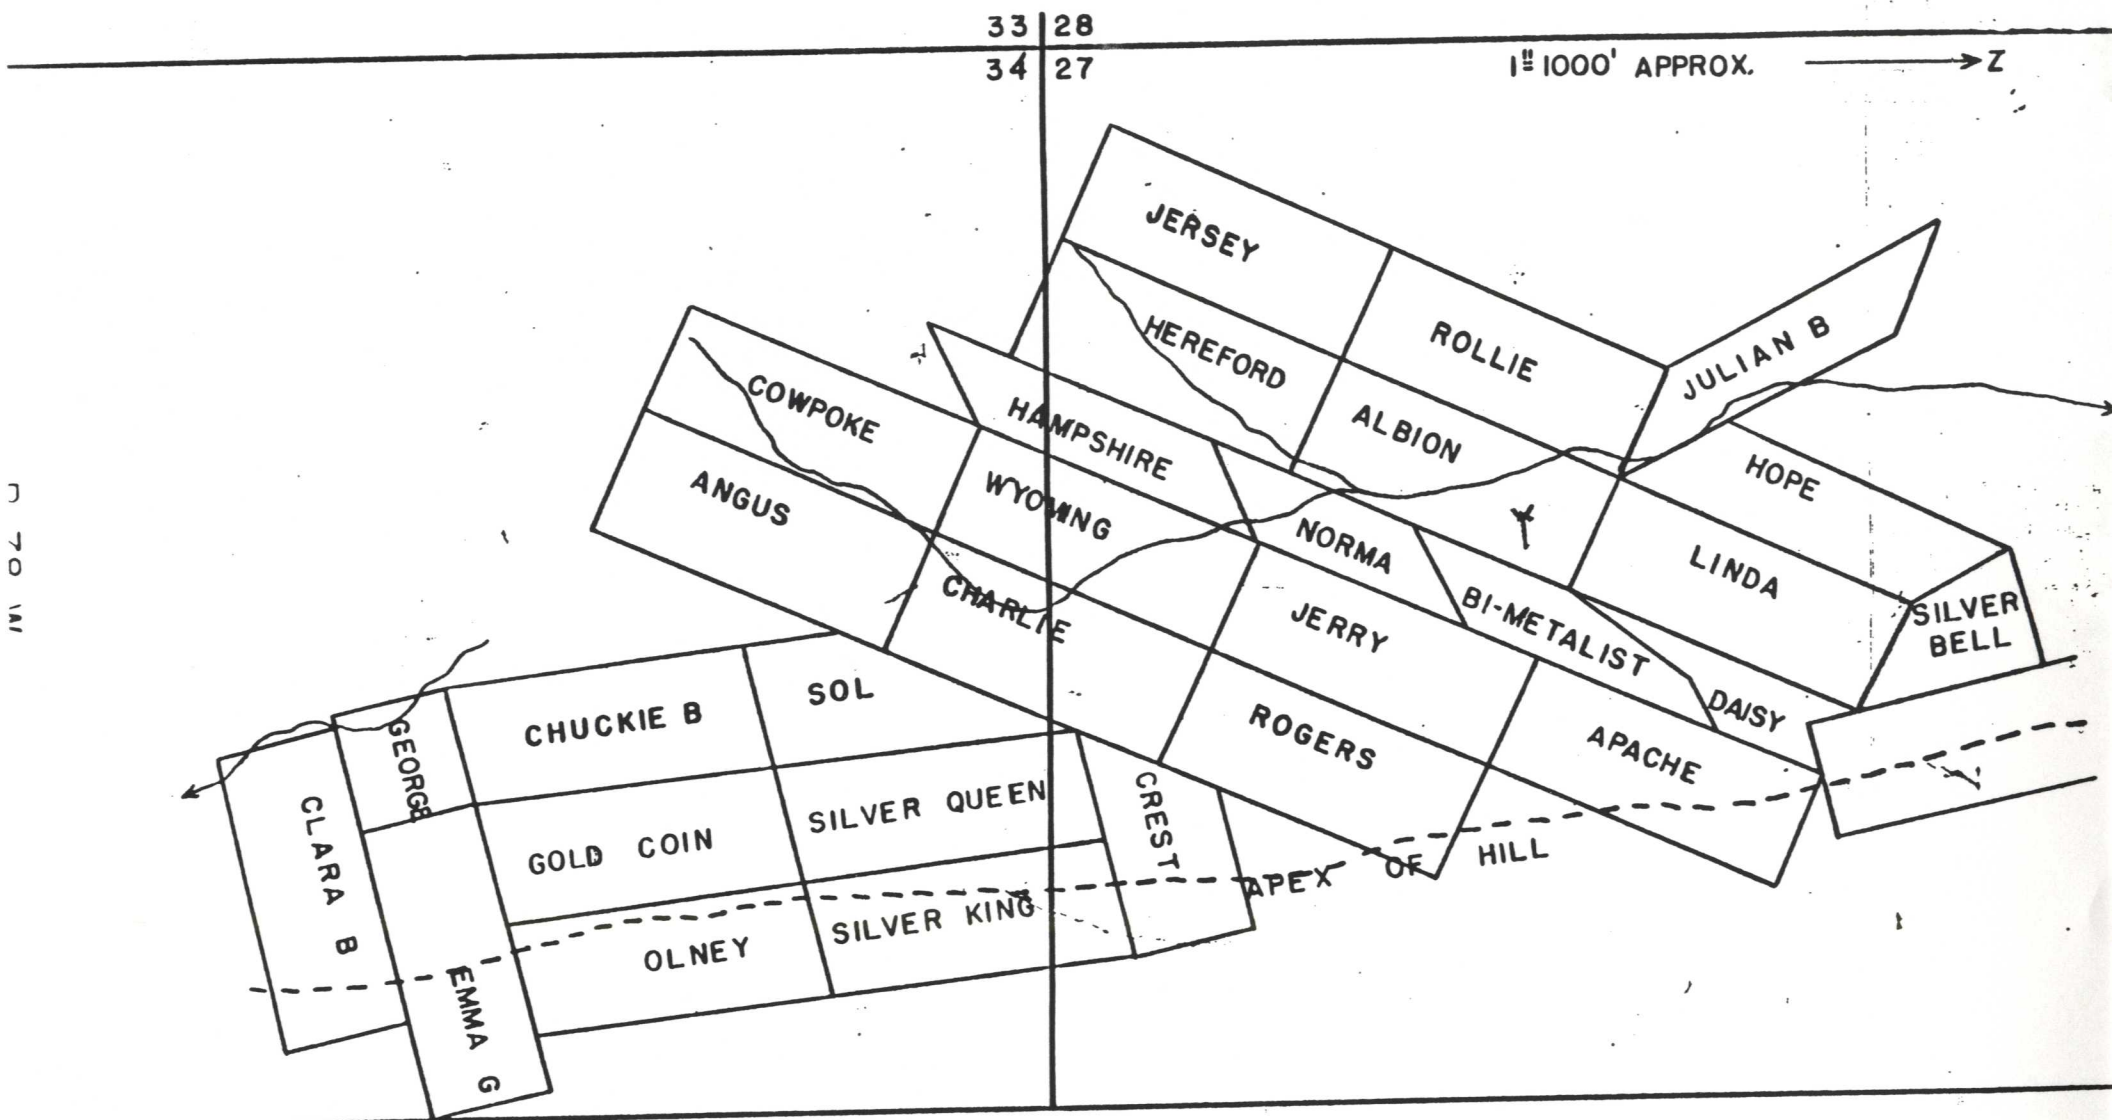 33 28
34 27
1"=1000' APPROX.
Z
JERSEY
ROLLIE
JULIAN B
HEREFORD
ALBION
HOPE
COWPOKE
HAMPSHIRE
ANGUS
WYOMING
NORMA
LINDA
CHARLIE
JERRY
BI-METALIST
SILVER
BELL
SOL
DAISY
CHUCKIE B
GEORGE
ROGERS
APACHE
CLARA B
GOLD COIN
SILVER QUEEN
CREST
APEX OF HILL
OLNEY
SILVER KING
EMMA G
70 W